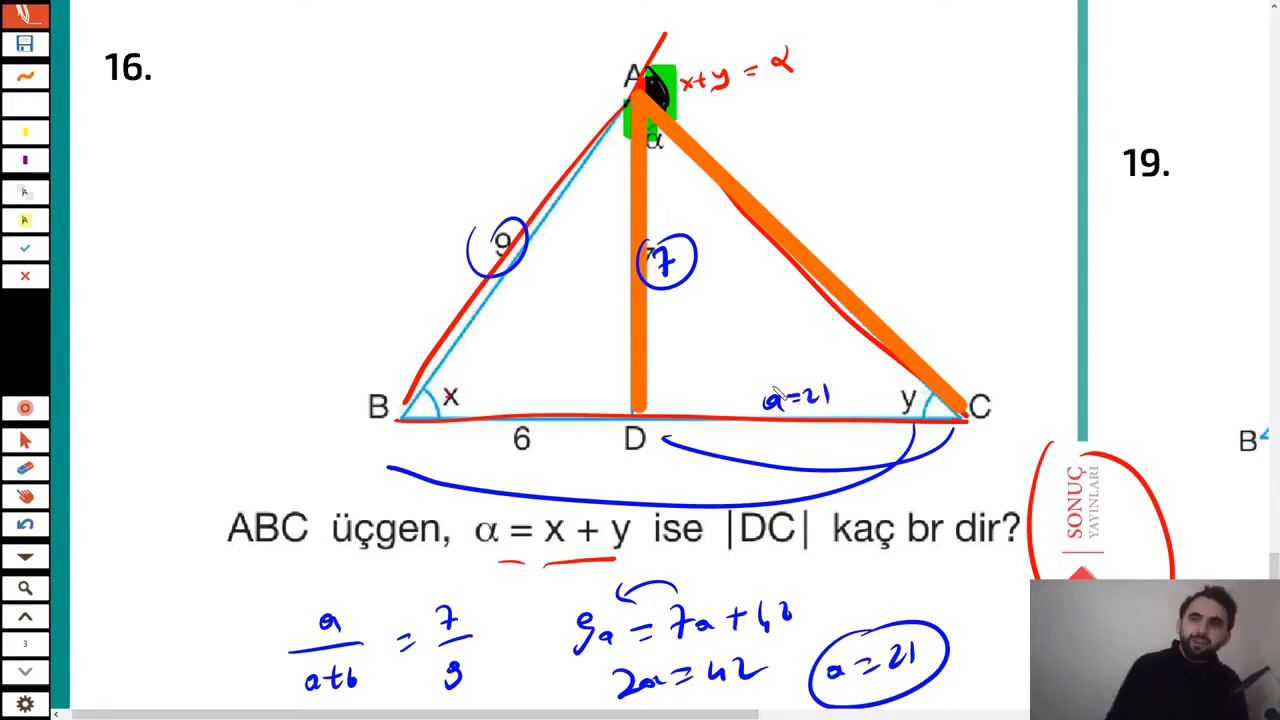 16.
A
x+y = α
α
19.
9
7
B
x
a=21
y
C
6
D
B
ABC üçgen, α = x + y ise |DC| kaç br dir?
SONUÇ
YAYINLARI
a/a+6 = 7/9
9a = 7a + 42
2a = 42
a = 21
3